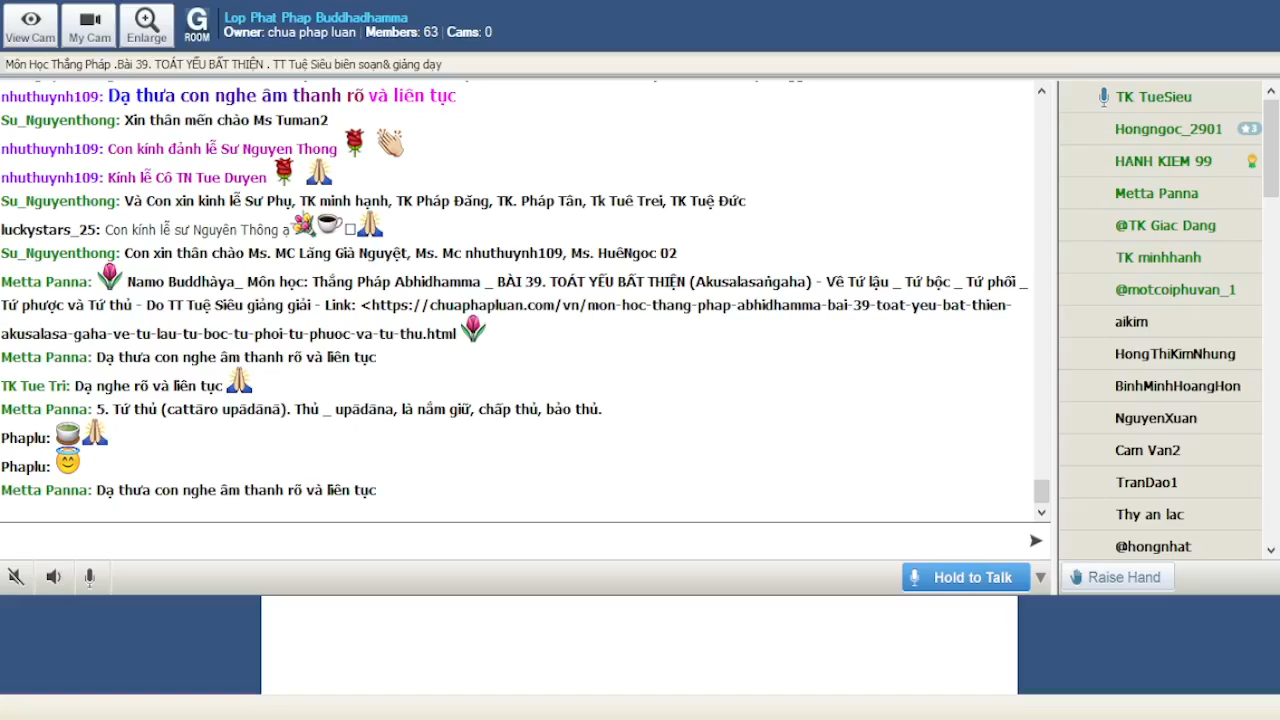 View Cam
My Cam
Enlarge
G
ROOM
Lop Phat Phap Buddhadhamma
Owner: chua phap luan | Members: 63 | Cams: 0
Môn Học Thắng Pháp .Bài 39. TOÁT YẾU BẤT THIỆN . TT Tuệ Siêu biên soạn& giảng dạy
nhuthuynh109: Dạ thưa con nghe âm thanh rõ và liên tục
Su_Nguyenthong: Xin thân mến chào Ms Tuman2
nhuthuynh109: Con kính đảnh lễ Sư Nguyen Thong
nhuthuynh109: Kính lễ Cô TN Tue Duyen
Su_Nguyenthong: Và Con xin kinh lễ Sư Phụ, TK minh hạnh, TK Pháp Đăng, TK. Pháp Tân, Tk Tuê Trei, TK Tuệ Đức
luckystars_25: Con kính lễ sư Nguyên Thông ạ
Su_Nguyenthong: Con xin thân chào Ms. MC Lăng Già Nguyệt, Ms. Mc nhuthuynh109, Ms. HuêNgoc 02
Metta Panna: Namo Buddhàya_ Môn học: Thắng Pháp Abhidhamma _ BÀI 39. TOÁT YẾU BẤT THIỆN (Akusalasaṅgaha) - Về Tứ lậu _ Tứ bộc _ Tứ phối _
Tứ phược và Tứ thủ - Do TT Tuệ Siêu giảng giải - Link: <https://chuaphapluan.com/vn/mon-hoc-thang-phap-abhidhamma-bai-39-toat-yeu-bat-thien-
akusalasa-gaha-ve-tu-lau-tu-boc-tu-phoi-tu-phuoc-va-tu-thu.html
Metta Panna: Dạ thưa con nghe âm thanh rõ và liên tục
TK Tue Tri: Dạ nghe rõ và liên tục
Metta Panna: 5. Tứ thủ (cattāro upādānā). Thủ _ upādāna, là nắm giữ, chấp thủ, bảo thủ.
Phaplu:
Phaplu:
Metta Panna: Dạ thưa con nghe âm thanh rõ và liên tục
TK TueSieu
Hongngoc_2901
3
HANH KIEM 99
Metta Panna
@TK Giac Dang
TK minhhanh
@motcoiphuvan_1
aikim
HongThiKimNhung
BinhMinhHoangHon
NguyenXuan
Cam Van2
TranDao1
Thy an lac
@hongnhat
Hold to Talk
Raise Hand